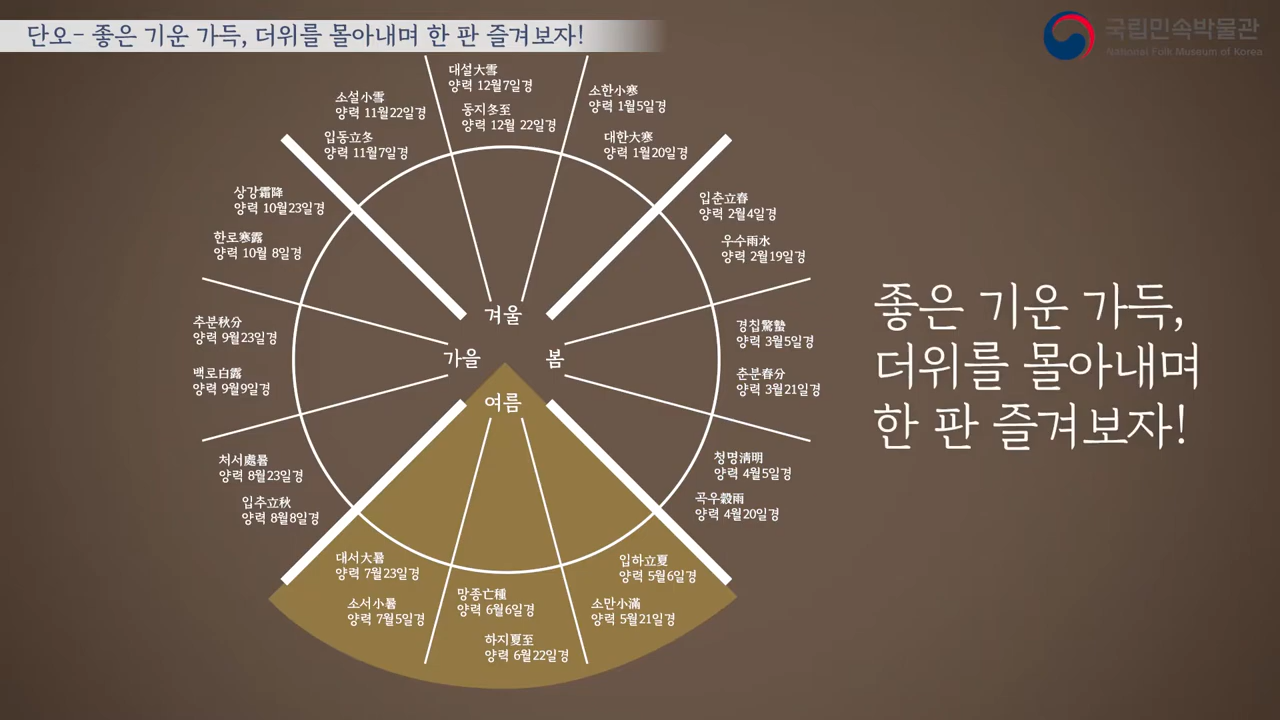 단오- 좋은 기운 가득, 더위를 몰아내며 한 판 즐겨보자!
국립민속박물관
National Folk Museum of Korea
대설大雪
양력 12월7일경
동지冬至
양력 12월 22일경
소한小寒
양력 1월5일경
대한大寒
양력 1월20일경
입춘立春
양력 2월4일경
우수雨水
양력 2월19일경
경칩驚蟄
양력 3월5일경
춘분春分
양력 3월21일경
청명淸明
양력 4월5일경
곡우穀雨
양력 4월20일경
입하立夏
양력 5월6일경
소만小滿
양력 5월21일경
망종亡種
양력 6월6일경
하지夏至
양력 6월22일경
소서小暑
양력 7월5일경
대서大暑
양력 7월23일경
입추立秋
양력 8월8일경
처서處暑
양력 8월23일경
백로白露
양력 9월9일경
추분秋分
양력 9월23일경
한로寒露
양력 10월 8일경
상강霜降
양력 10월23일경
입동立冬
양력 11월7일경
소설小雪
양력 11월22일경
겨울
가을
봄
여름
좋은 기운 가득,
더위를 몰아내며
한 판 즐겨보자!